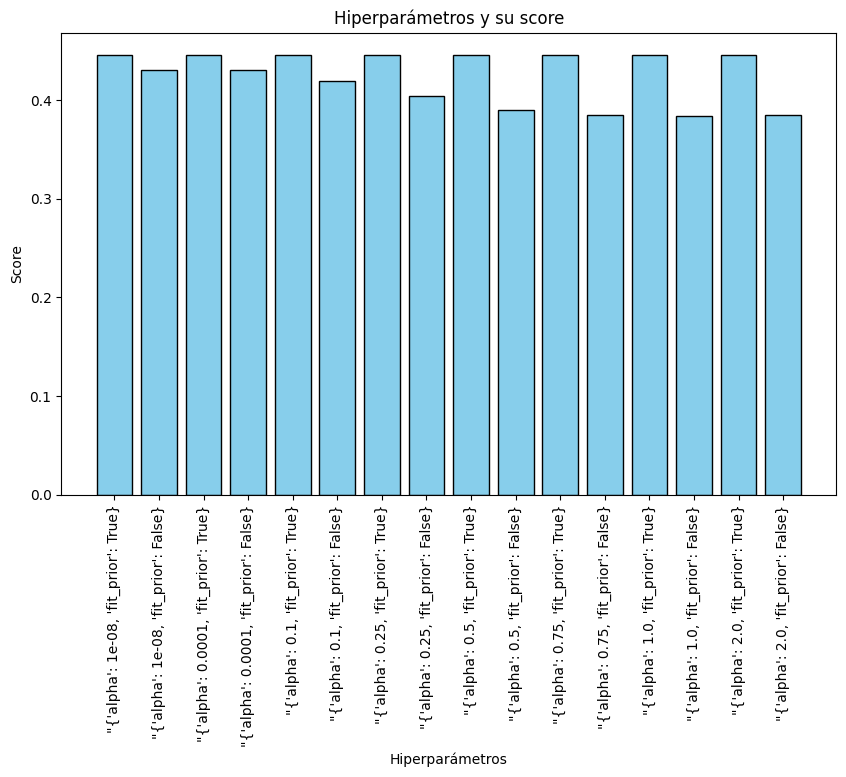 Hiperparámetros y su score
Score
0.4
0.3
0.2
0.1
0.0
"{'alpha': 1e-08, 'fit_prior': True}
"{'alpha': 1e-08, 'fit_prior': False}
"{'alpha': 0.0001, 'fit_prior': True}
"{'alpha': 0.0001, 'fit_prior': False}
"{'alpha': 0.1, 'fit_prior': True}
"{'alpha': 0.1, 'fit_prior': False}
"{'alpha': 0.25, 'fit_prior': True}
"{'alpha': 0.25, 'fit_prior': False}
"{'alpha': 0.5, 'fit_prior': True}
"{'alpha': 0.5, 'fit_prior': False}
"{'alpha': 0.75, 'fit_prior': True}
"{'alpha': 0.75, 'fit_prior': False}
"{'alpha': 1.0, 'fit_prior': True}
"{'alpha': 1.0, 'fit_prior': False}
"{'alpha': 2.0, 'fit_prior': True}
"{'alpha': 2.0, 'fit_prior': False}
Hiperparámetros